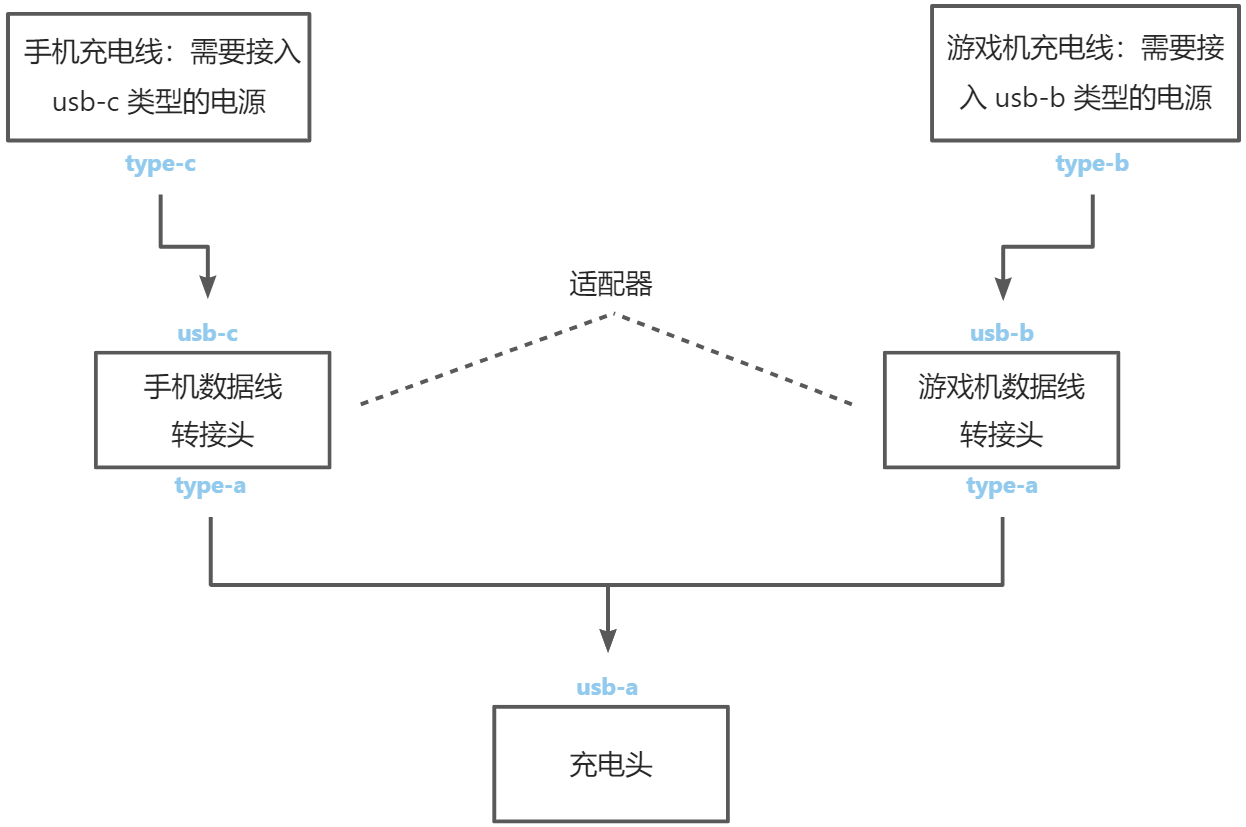 手机充电线：需要接入
usb-c 类型的电源
游戏机充电线：需要接
入 usb-b 类型的电源
type-c
type-b
适配器
usb-c
usb-b
手机数据线
转接头
游戏机数据线
转接头
type-a
type-a
usb-a
充电头